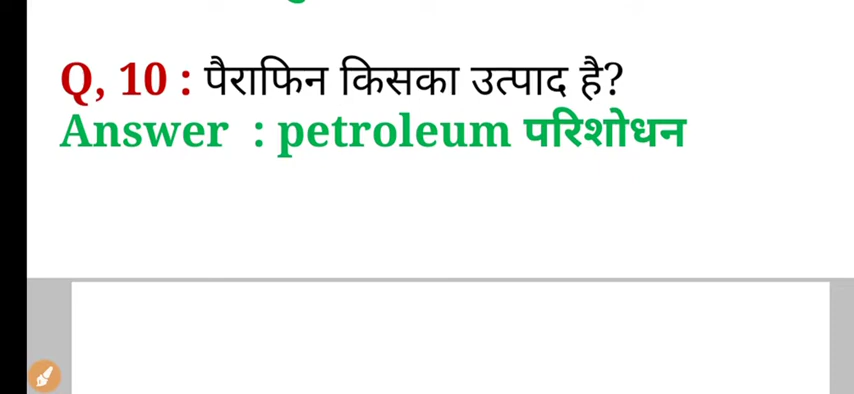 Q, 10 : पैराफिन किसका उत्पाद है?
Answer : petroleum परिशोधन